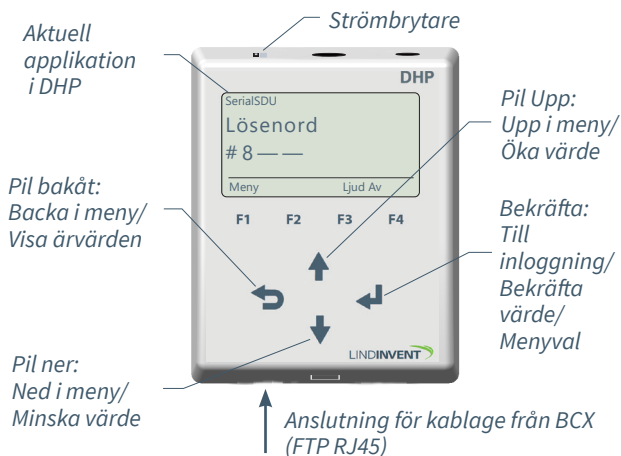 Strömbrytare
Aktuell
applikation
i DHP
DHP
SerialSDU
Lösenord
# 8 — —
Meny Ljud Av
F1 F2 F3 F4
Pil Upp:
Upp i meny/
Öka värde
Pil bakåt:
Backa i meny/
Visa ärvärden
Bekräfta:
Till
inloggning/
Bekräfta
värde/
Menyval
LINDINVENT
Pil ner:
Ned i meny/
Minska värde
Anslutning för kablage från BCX
(FTP RJ45)